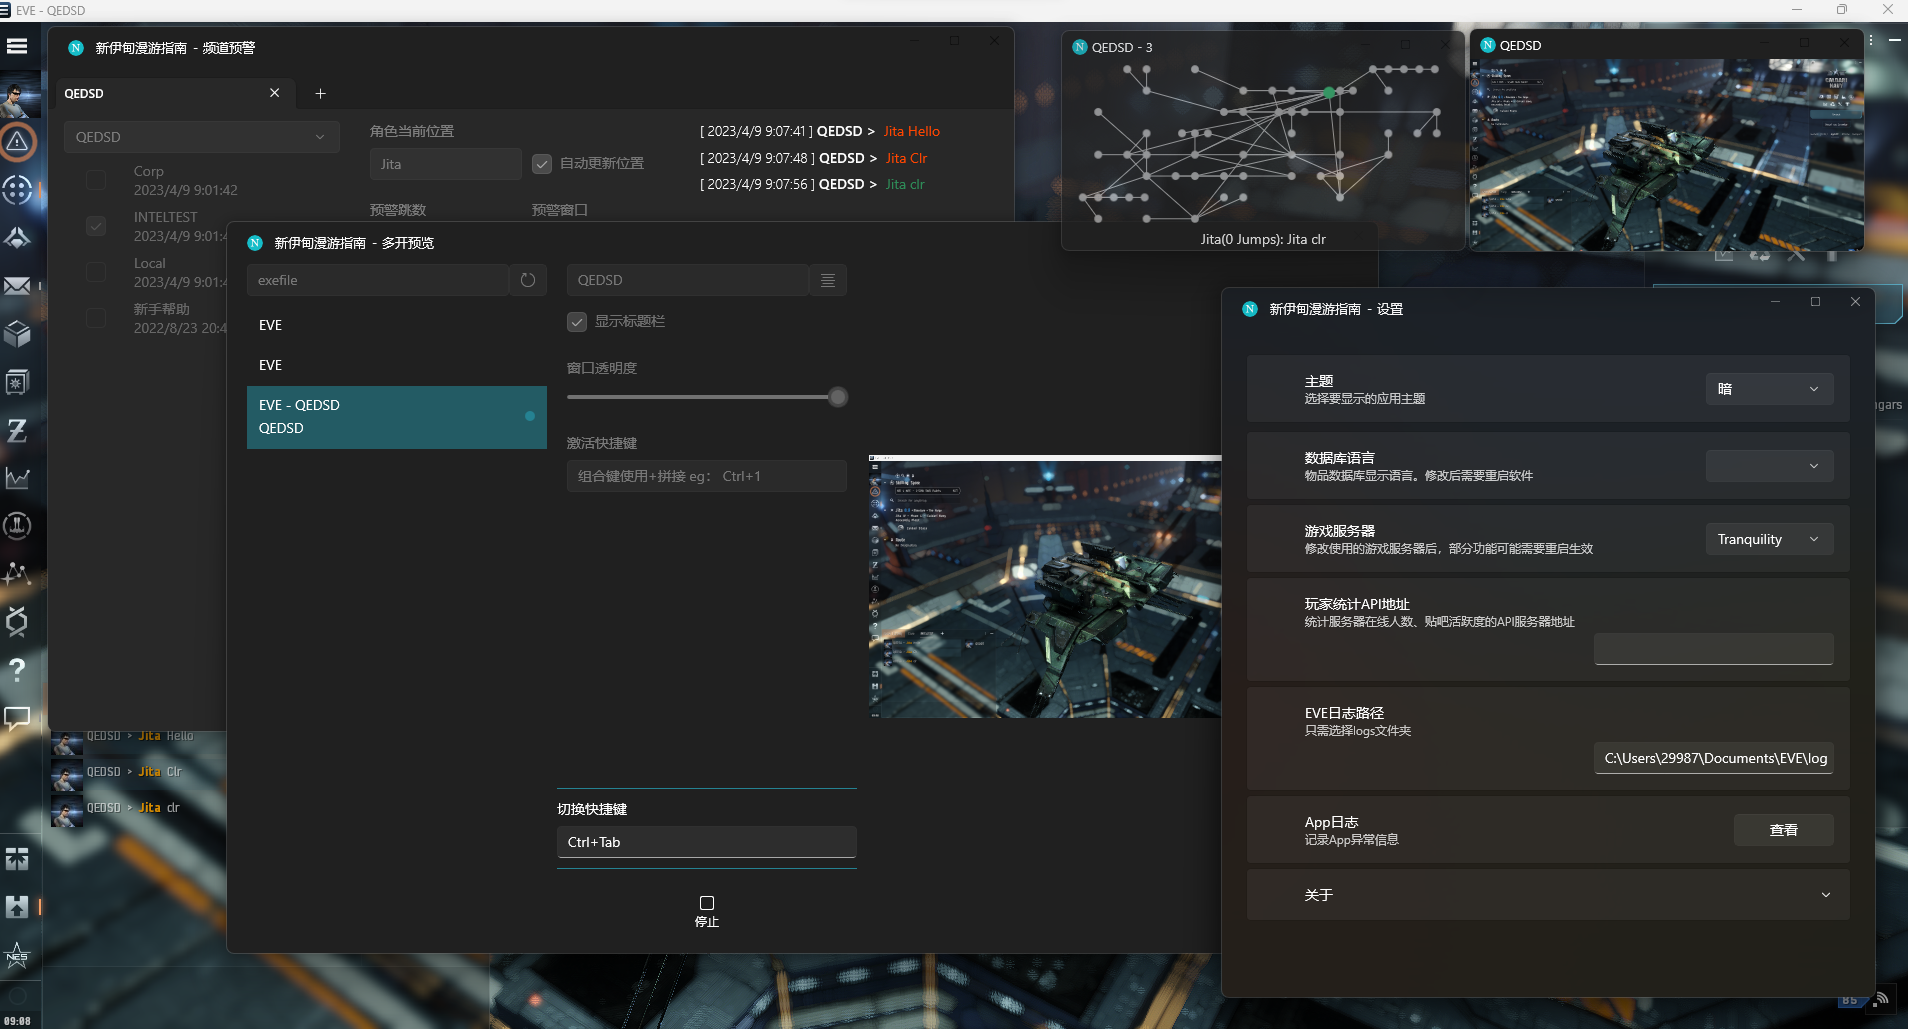 EVE - QEDSD
新伊甸漫游指南 - 频道预警
QEDSD
QEDSD
Corp
2023/4/9 9:01:42
INTELTEST
2023/4/9 9:01:4
Local
2023/4/9 9:01:4
新手帮助
2022/8/23 20:4
角色当前位置
Jita
自动更新位置
预警跳数
预警窗口
[ 2023/4/9 9:07:41 ] QEDSD > Jita Hello
[ 2023/4/9 9:07:48 ] QEDSD > Jita Clr
[ 2023/4/9 9:07:56 ] QEDSD > Jita clr
QEDSD - 3
Jita(0 Jumps): Jita clr
QEDSD
新伊甸漫游指南 - 多开预览
exefile
QEDSD
EVE
EVE
EVE - QEDSD
QEDSD
显示标题栏
窗口透明度
激活快捷键
组合键使用+拼接 eg： Ctrl+1
切换快捷键
Ctrl+Tab
停止
新伊甸漫游指南 - 设置
主题
选择要显示的应用主题
暗
数据库语言
物品数据库显示语言。修改后需要重启软件
游戏服务器
修改使用的游戏服务器后，部分功能可能需要重启生效
Tranquility
玩家统计API地址
统计服务器在线人数、贴吧活跃度的API服务器地址
EVE日志路径
只需选择logs文件夹
C:\Users\29987\Documents\EVE\log
App日志
记录App异常信息
查看
关于
ngars
QEDSD > Jita Hello
QEDSD > Jita Clr
QEDSD > Jita clr
NES
09:08